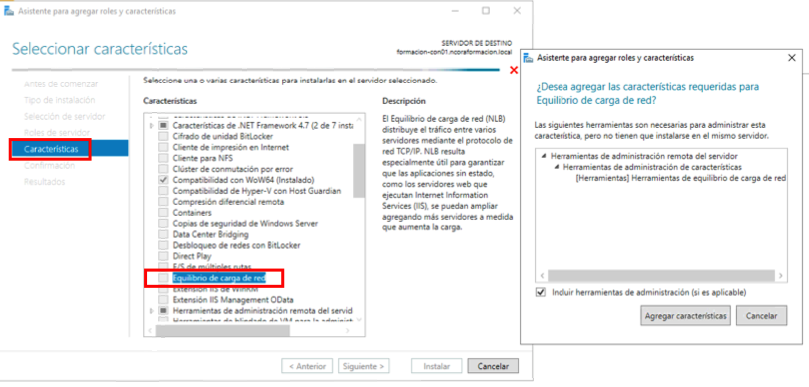 Asistente para agregar roles y características
Seleccionar características
SERVIDOR DE DESTINO
formacion-con01.ncoraformacion.local
Antes de comenzar
Tipo de instalación
Selección de servidor
Roles de servidor
Características
Confirmación
Resultados
Seleccione una o varias características para instalarlas en el servidor seleccionado.
Características
Características de .NET Framework 4.7 (2 de 7 insta
Cifrado de unidad BitLocker
Cliente de impresión en Internet
Cliente para NFS
Clúster de conmutación por error
Compatibilidad con WoW64 (Instalado)
Compatibilidad de Hyper-V con Host Guardian
Compresión diferencial remota
Containers
Copias de seguridad de Windows Server
Data Center Bridging
Desbloqueo de redes con BitLocker
Direct Play
E/S de múltiples rutas
Equilibrio de carga de red
Extensión IIS de WinRM
Extensión IIS Management OData
Herramientas de administración remota del servid
Herramientas de blindado de VM para la administ
Descripción
El Equilibrio de carga de red (NLB)
distribuye el tráfico entre varios
servidores mediante el protocolo de
red TCP/IP. NLB resulta
especialmente útil para garantizar
que las aplicaciones sin estado,
como los servidores web que
ejecutan Internet Information
Services (IIS), se puedan ampliar
agregando más servidores a medida
que aumenta la carga.
< Anterior
Siguiente >
Instalar
Cancelar
Asistente para agregar roles y características
¿Desea agregar las características requeridas para
Equilibrio de carga de red?
Las siguientes herramientas son necesarias para administrar esta
característica, pero no tienen que instalarse en el mismo servidor.
Herramientas de administración remota del servidor
Herramientas de administración de características
[Herramientas] Herramientas de equilibrio de carga de red
Incluir herramientas de administración (si es aplicable)
Agregar características
Cancelar